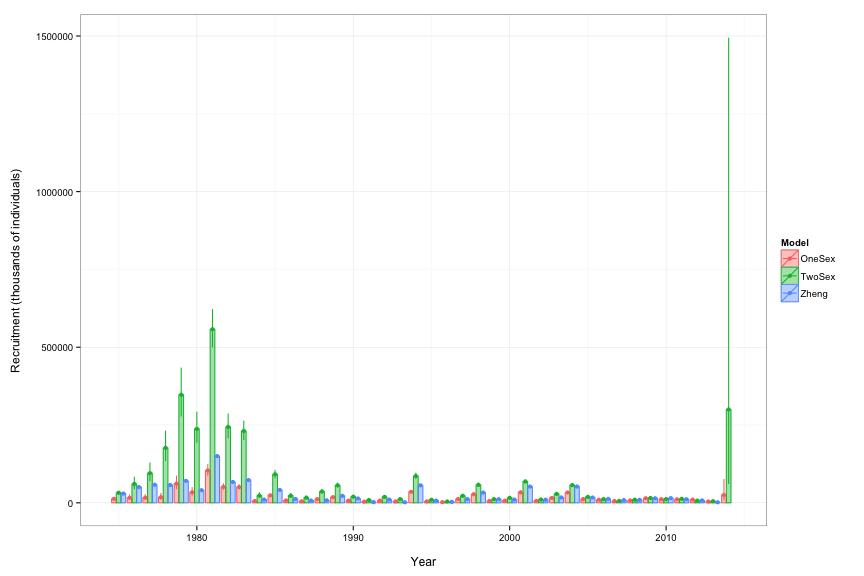 1500000
1000000
500000
0
Recruitment (thousands of individuals)
1980
1990
2000
2010
Year
Model
OneSex
TwoSex
Zheng